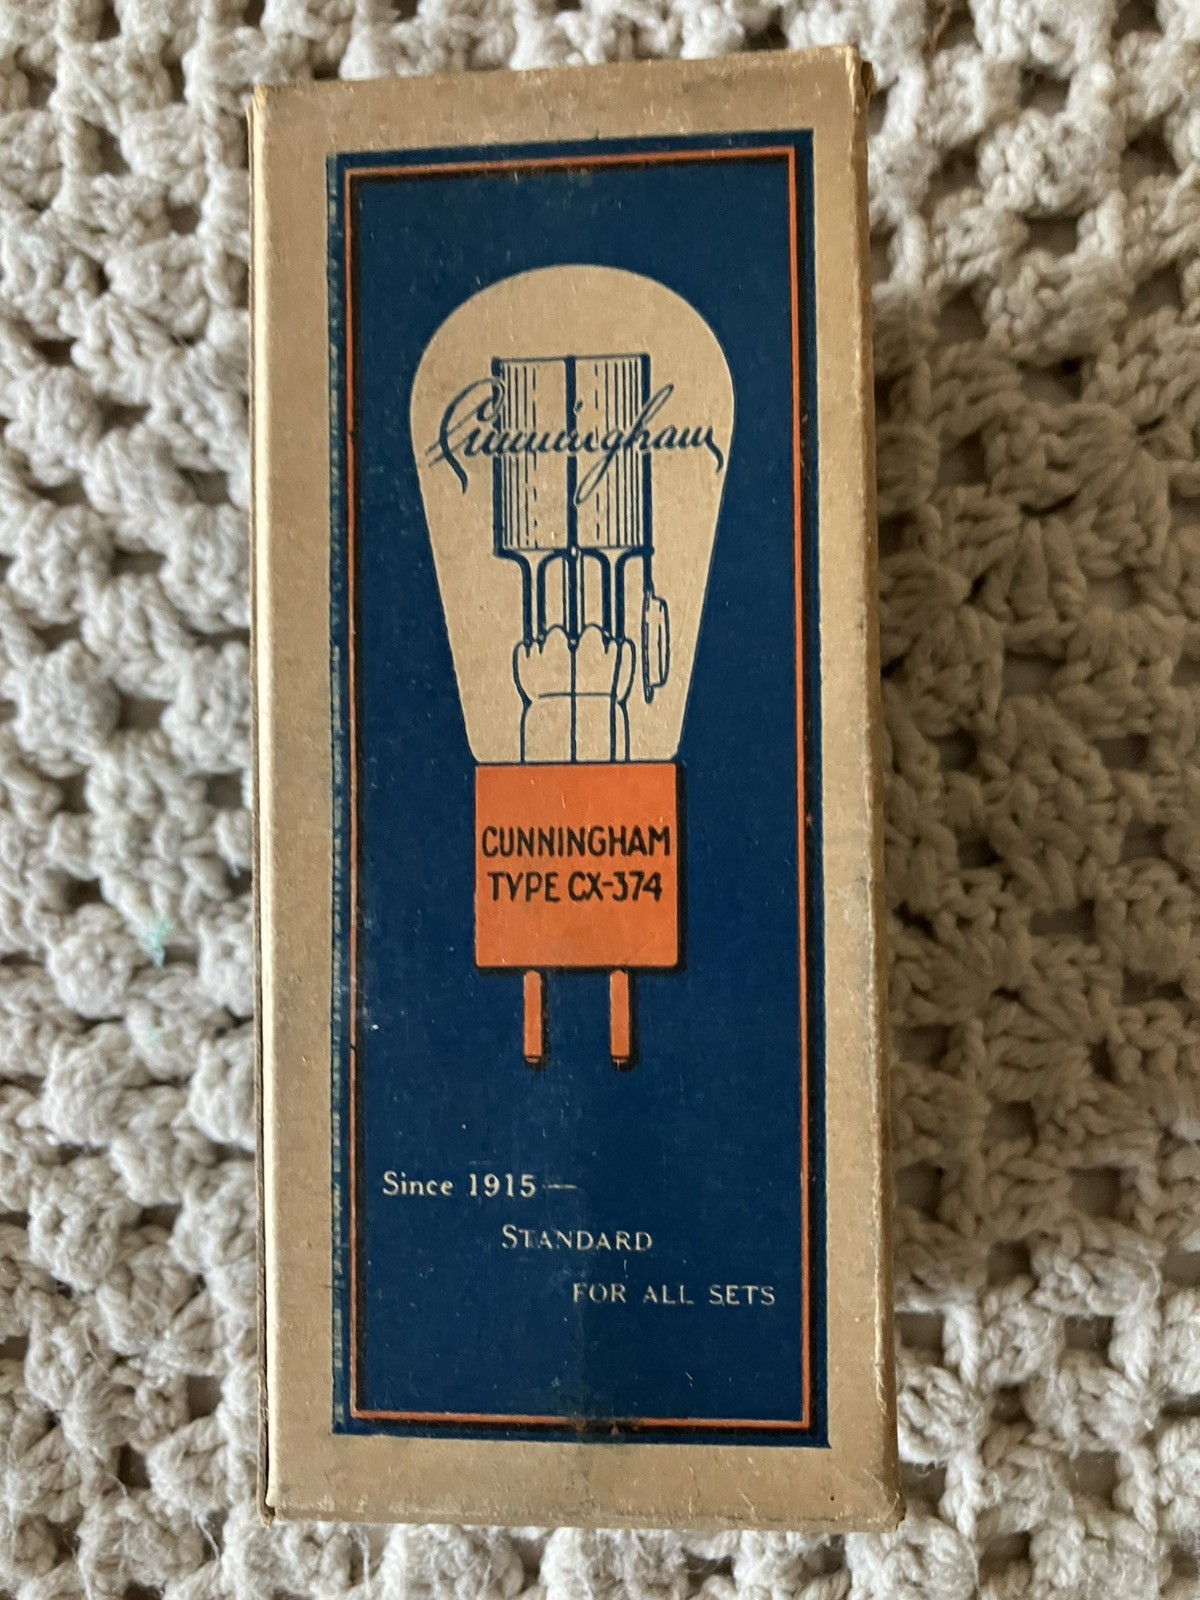 Cunningham
CUNNINGHAM
TYPE CX-374
Since 1915—
STANDARD
FOR ALL SETS